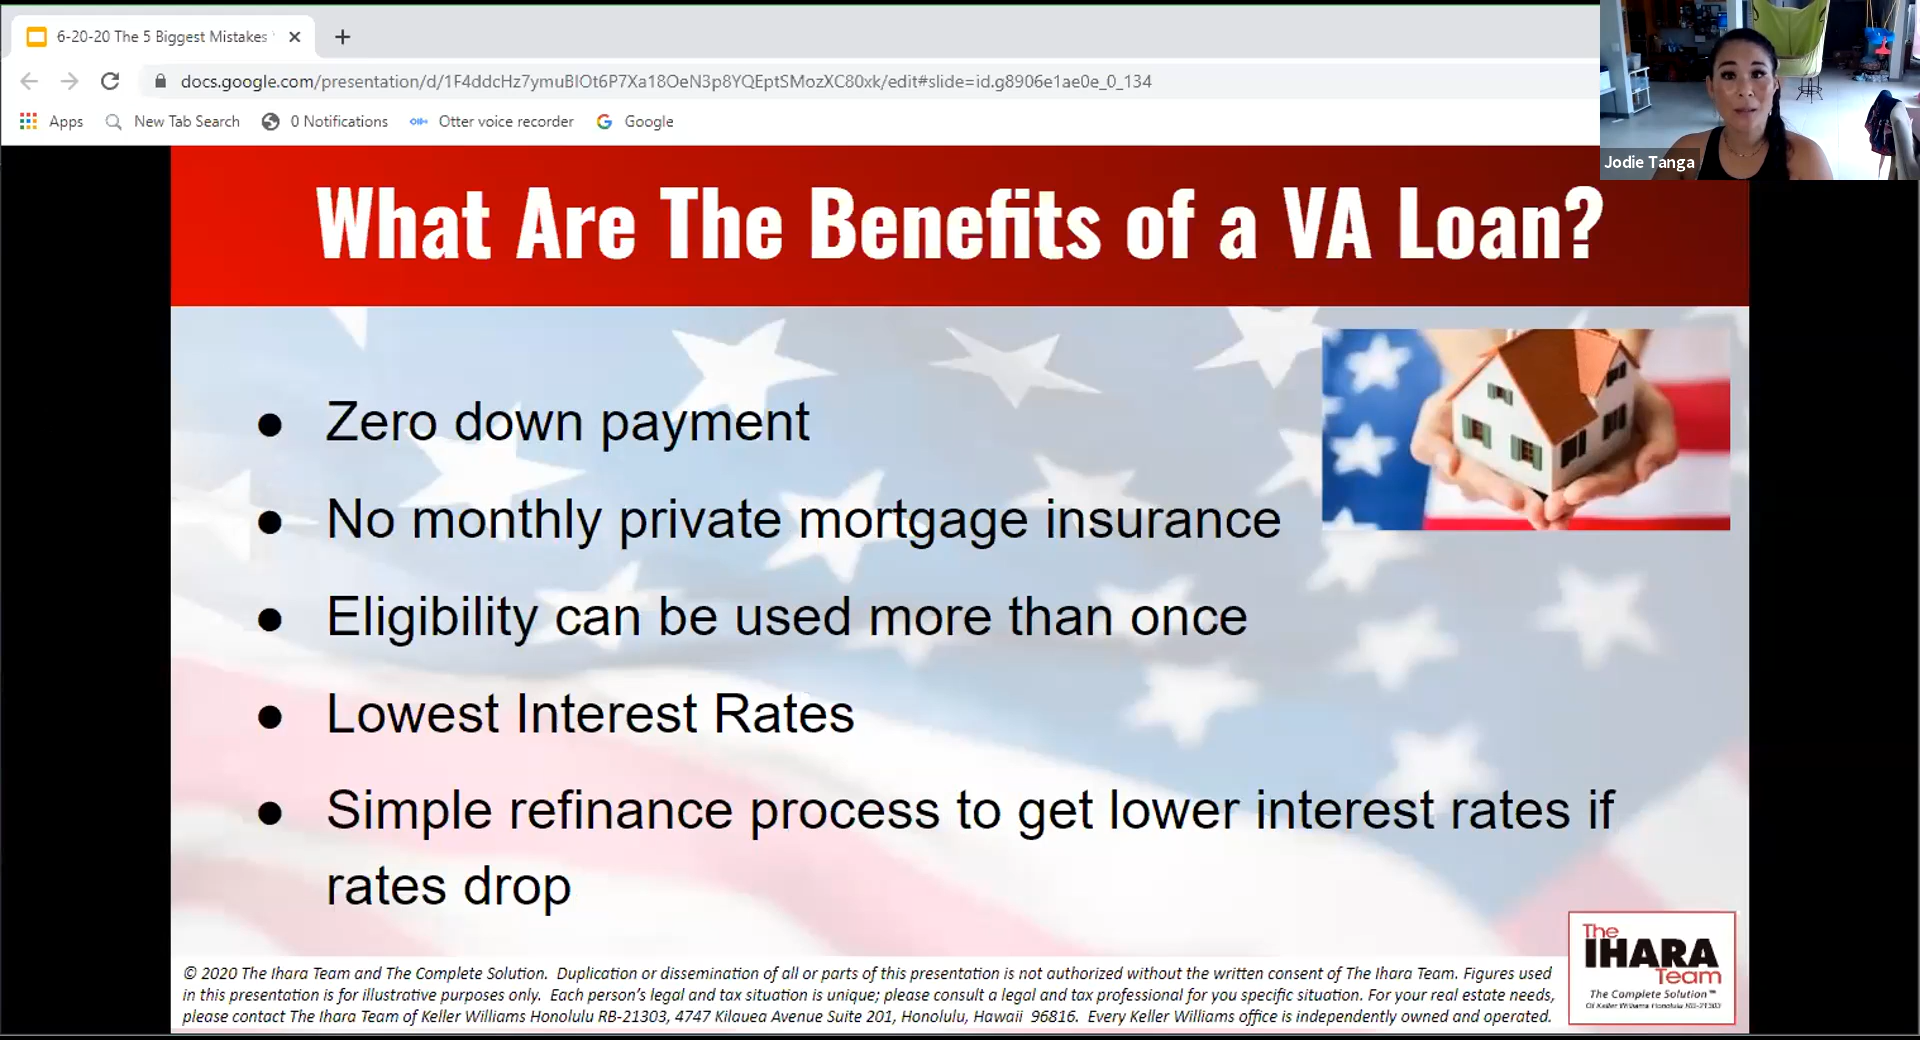 6-20-20 The 5 Biggest Mistakes
docs.google.com/presentation/d/1F4ddcHz7ymuBIOt6P7Xa18OeN3p8YQEptSMozXC80xk/edit#slide=id.g8906e1ae0e_0_134
Apps New Tab Search 0 Notifications Otter voice recorder Google
Jodie Tanga
What Are The Benefits of a VA Loan?
● Zero down payment
● No monthly private mortgage insurance
● Eligibility can be used more than once
● Lowest Interest Rates
● Simple refinance process to get lower interest rates if
rates drop
© 2020 The Ihara Team and The Complete Solution. Duplication or dissemination of all or parts of this presentation is not authorized without the written consent of The Ihara Team. Figures used
in this presentation is for illustrative purposes only. Each person's legal and tax situation is unique; please consult a legal and tax professional for you specific situation. For your real estate needs,
please contact The Ihara Team of Keller Williams Honolulu RB-21303, 4747 Kilauea Avenue Suite 201, Honolulu, Hawaii 96816. Every Keller Williams office is independently owned and operated.
The
IHARA
Team
The Complete Solution™
Of Keller Williams Honolulu RB-21303